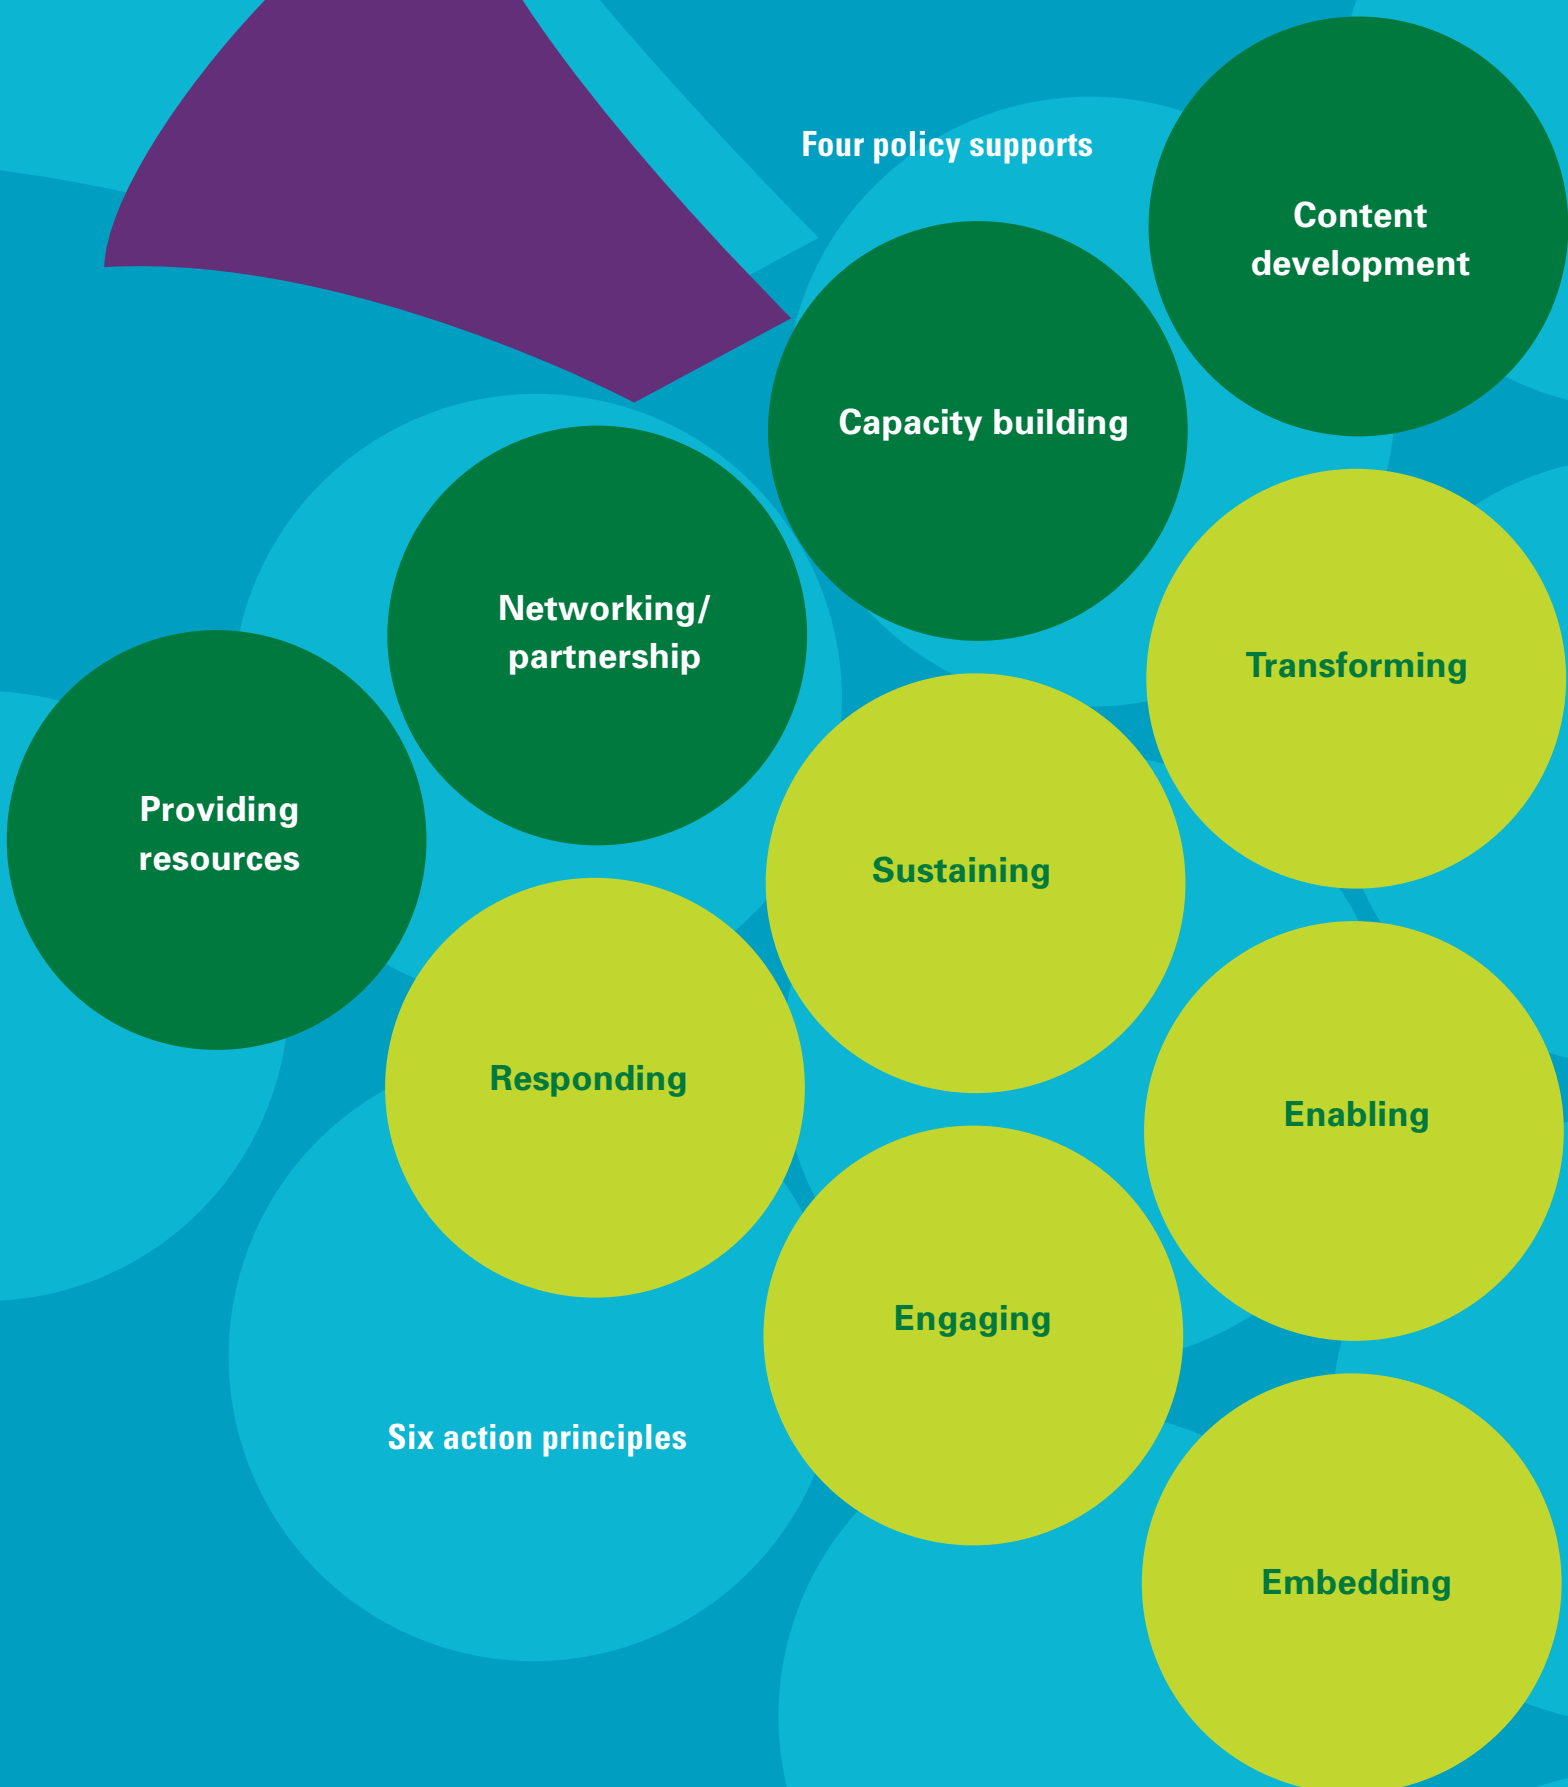 Four policy supports
Content
development
Capacity building
Networking/
partnership
Providing
resources
Transforming
Sustaining
Responding
Enabling
Engaging
Six action principles
Embedding